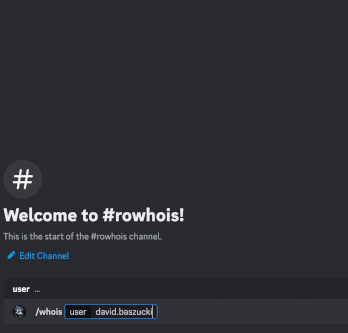 #
Welcome to #rowhois!
This is the start of the #rowhois channel.
Edit Channel
user ...
/whois user david.baszucki